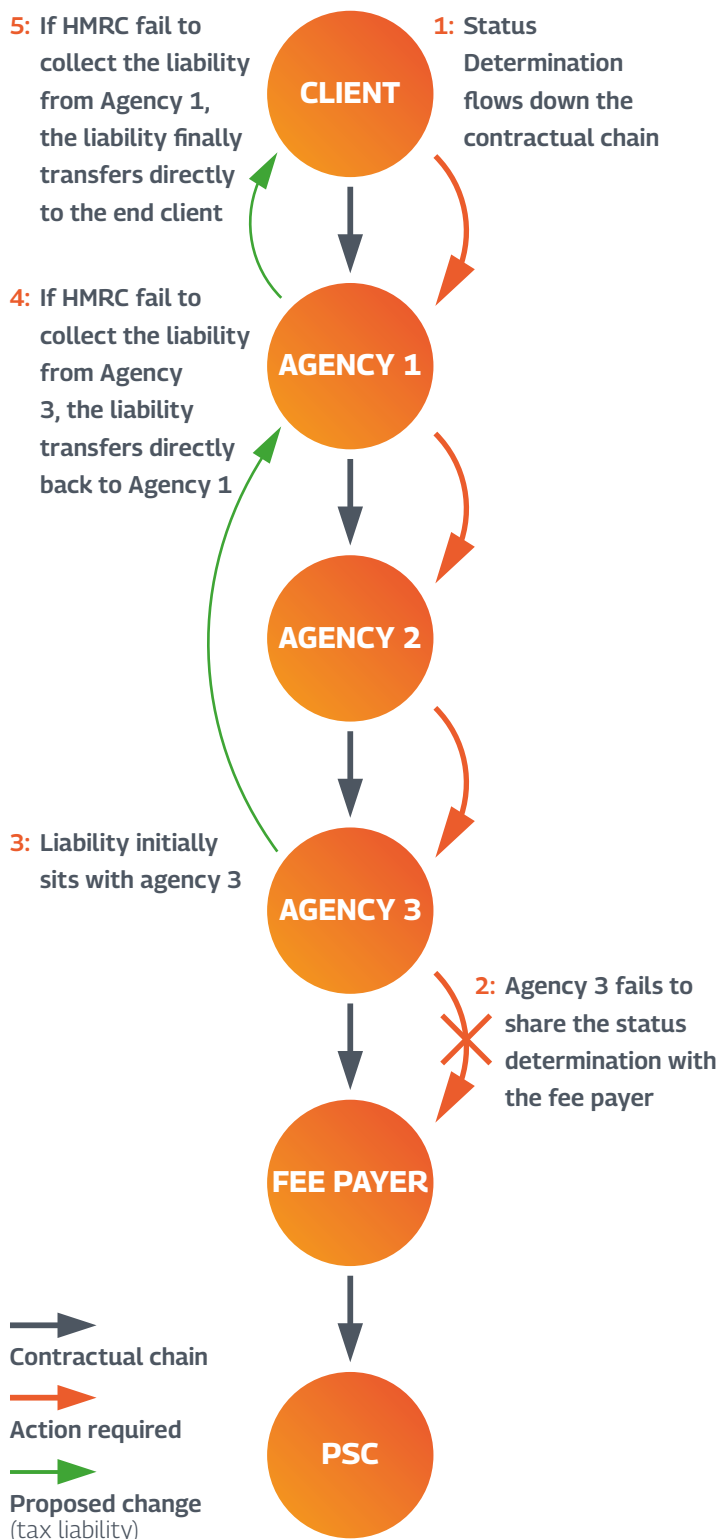 5: If HMRC fail to
collect the liability
from Agency 1,
the liability finally
transfers directly
to the end client
CLIENT
1: Status
Determination
flows down the
contractual chain
4: If HMRC fail to
collect the liability
from Agency
3, the liability
transfers directly
back to Agency 1
AGENCY 1
AGENCY 2
3: Liability initially
sits with agency 3
AGENCY 3
2: Agency 3 fails to
share the status
determination with
the fee payer
FEE PAYER
Contractual chain
Action required
Proposed change
(tax liability)
PSC